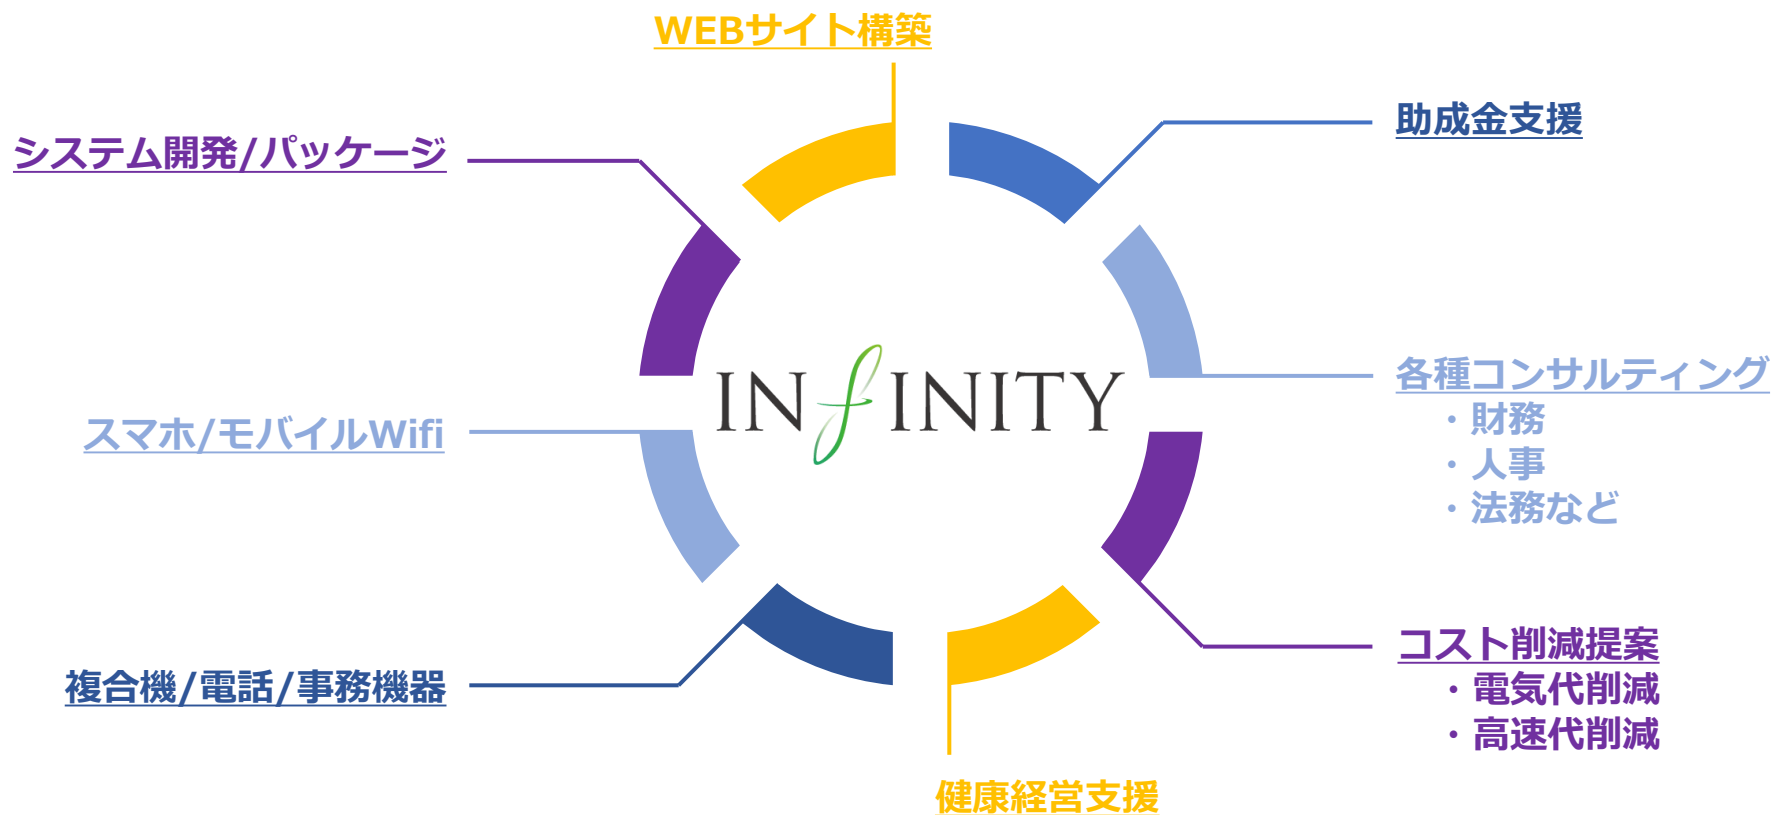 WEBサイト構築
助成金支援
システム開発/パッケージ
INfINITY
各種コンサルティング
・財務
・人事
・法務など
スマホ/モバイルWifi
コスト削減提案
・電気代削減
・高速代削減
複合機/電話/事務機器
健康経営支援